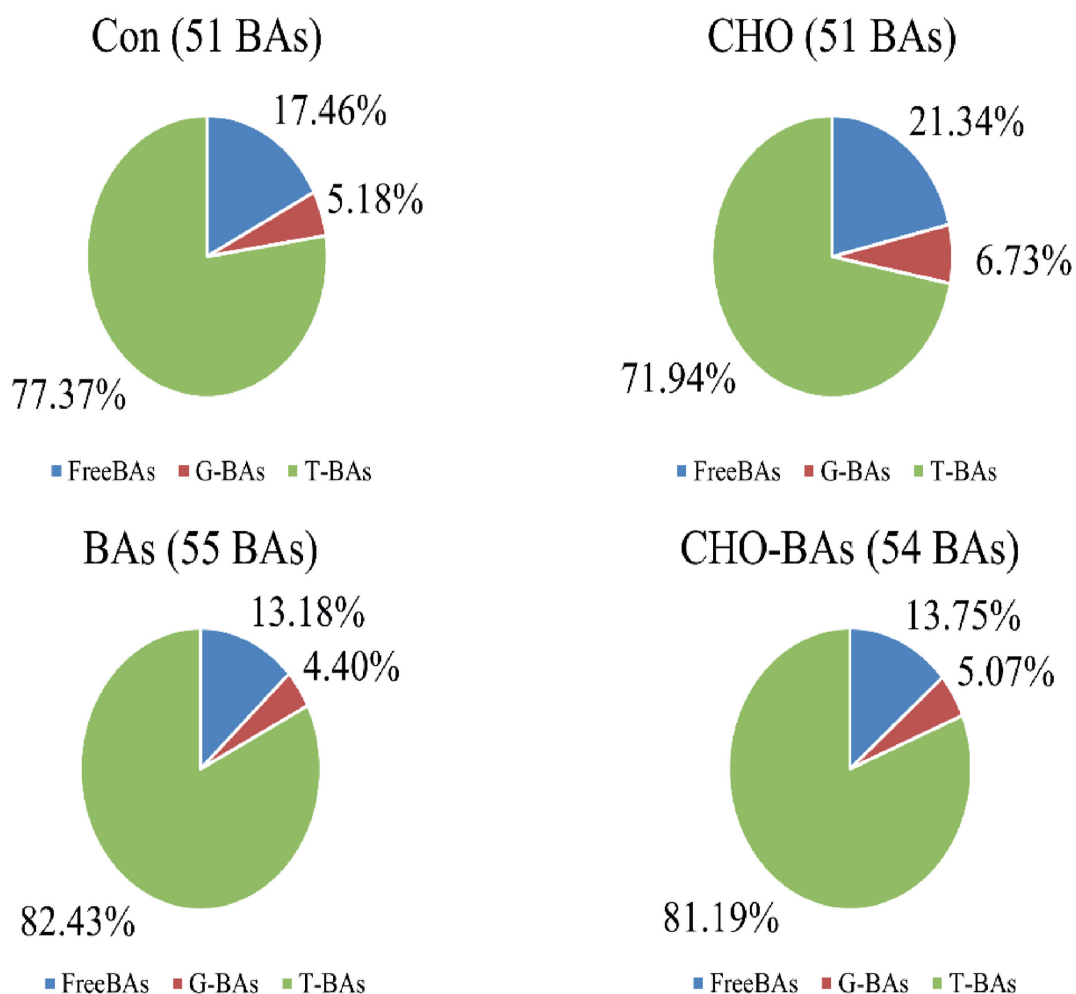 Con (51 BAs)
17.46%
5.18%
77.37%
FreeBAs G-BAs T-BAs
CHO (51 BAs)
21.34%
6.73%
71.94%
FreeBAs G-BAs T-BAs
BAs (55 BAs)
13.18%
4.40%
82.43%
FreeBAs G-BAs T-BAs
CHO-BAs (54 BAs)
13.75%
5.07%
81.19%
FreeBAs G-BAs T-BAs